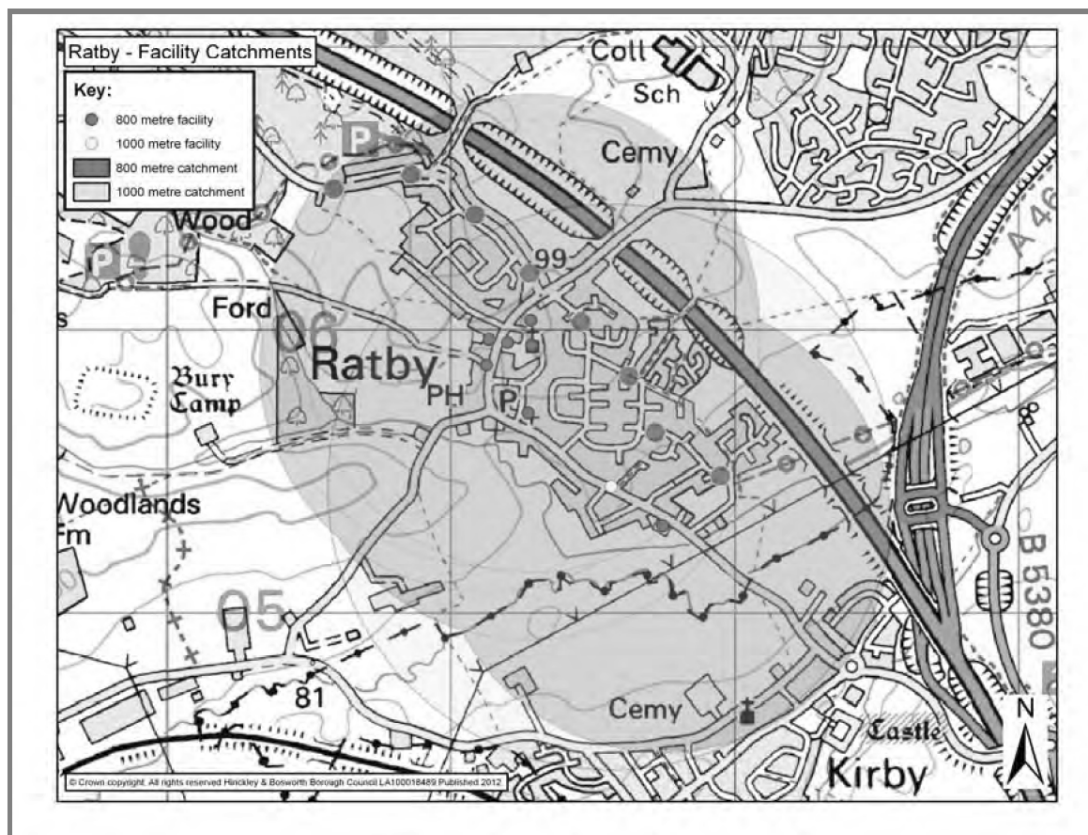 Ratby - Facility Catchments
Key:
800 metre facility
1000 metre facility
800 metre catchment
1000 metre catchment
Coll
Sch
Cemy
P
Wood
P
99
A 46
Ford
06
Ratby
PH
P
Bury
Camp
Woodlands
Fm
05
B 5380
81
Cemy
Castle
Kirby
N
© Crown copyright. All rights reserved Hinckley & Bosworth Borough Council LA100018489 Published 2012